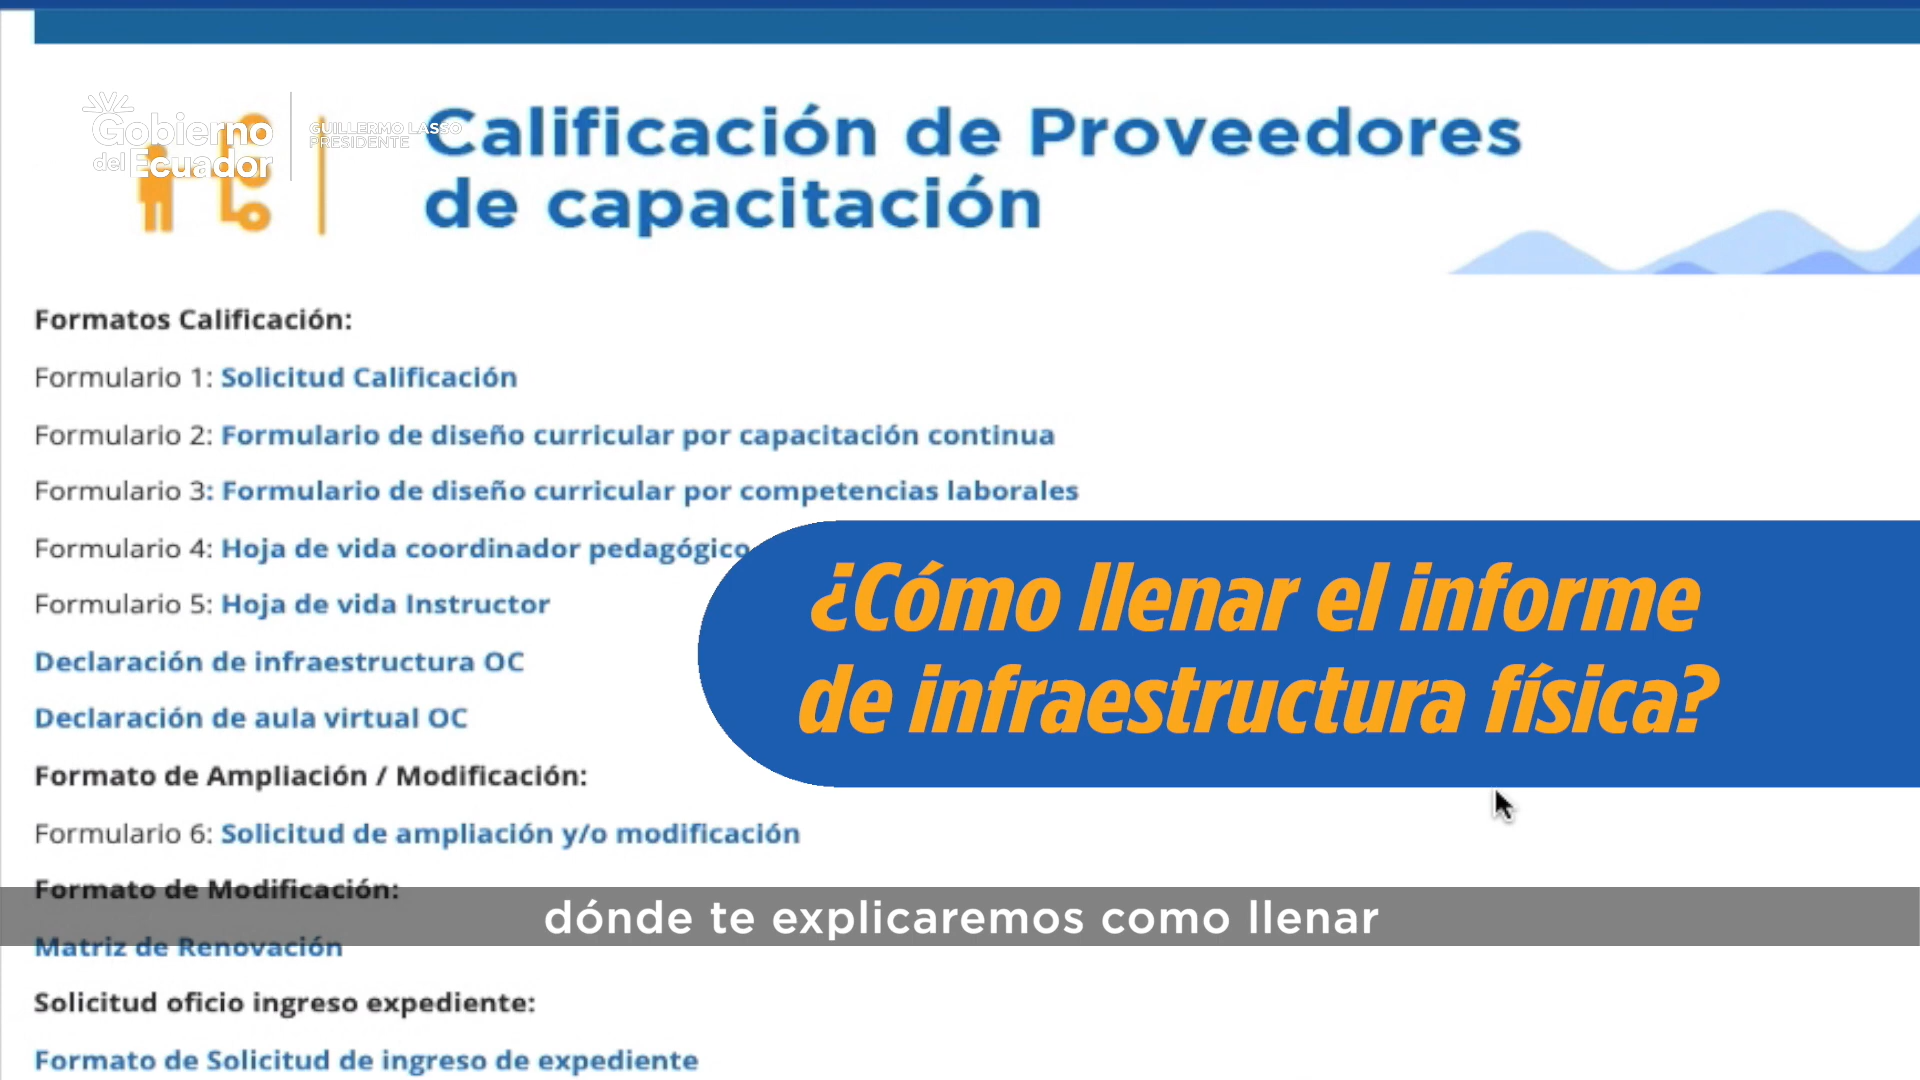 Gobierno
del Ecuador
GUILLERMO LASSO
PRESIDENTE
Calificación de Proveedores
de capacitación
Formatos Calificación:
Formulario 1: Solicitud Calificación
Formulario 2: Formulario de diseño curricular por capacitación continua
Formulario 3: Formulario de diseño curricular por competencias laborales
Formulario 4: Hoja de vida coordinador pedagógico
Formulario 5: Hoja de vida Instructor
Declaración de infraestructura OC
Declaración de aula virtual OC
¿Cómo llenar el informe
de infraestructura física?
Formato de Ampliación / Modificación:
Formulario 6: Solicitud de ampliación y/o modificación
Formato de Modificación:
dónde te explicaremos como llenar
Matriz de Renovación
Solicitud oficio ingreso expediente:
Formato de Solicitud de ingreso de expediente